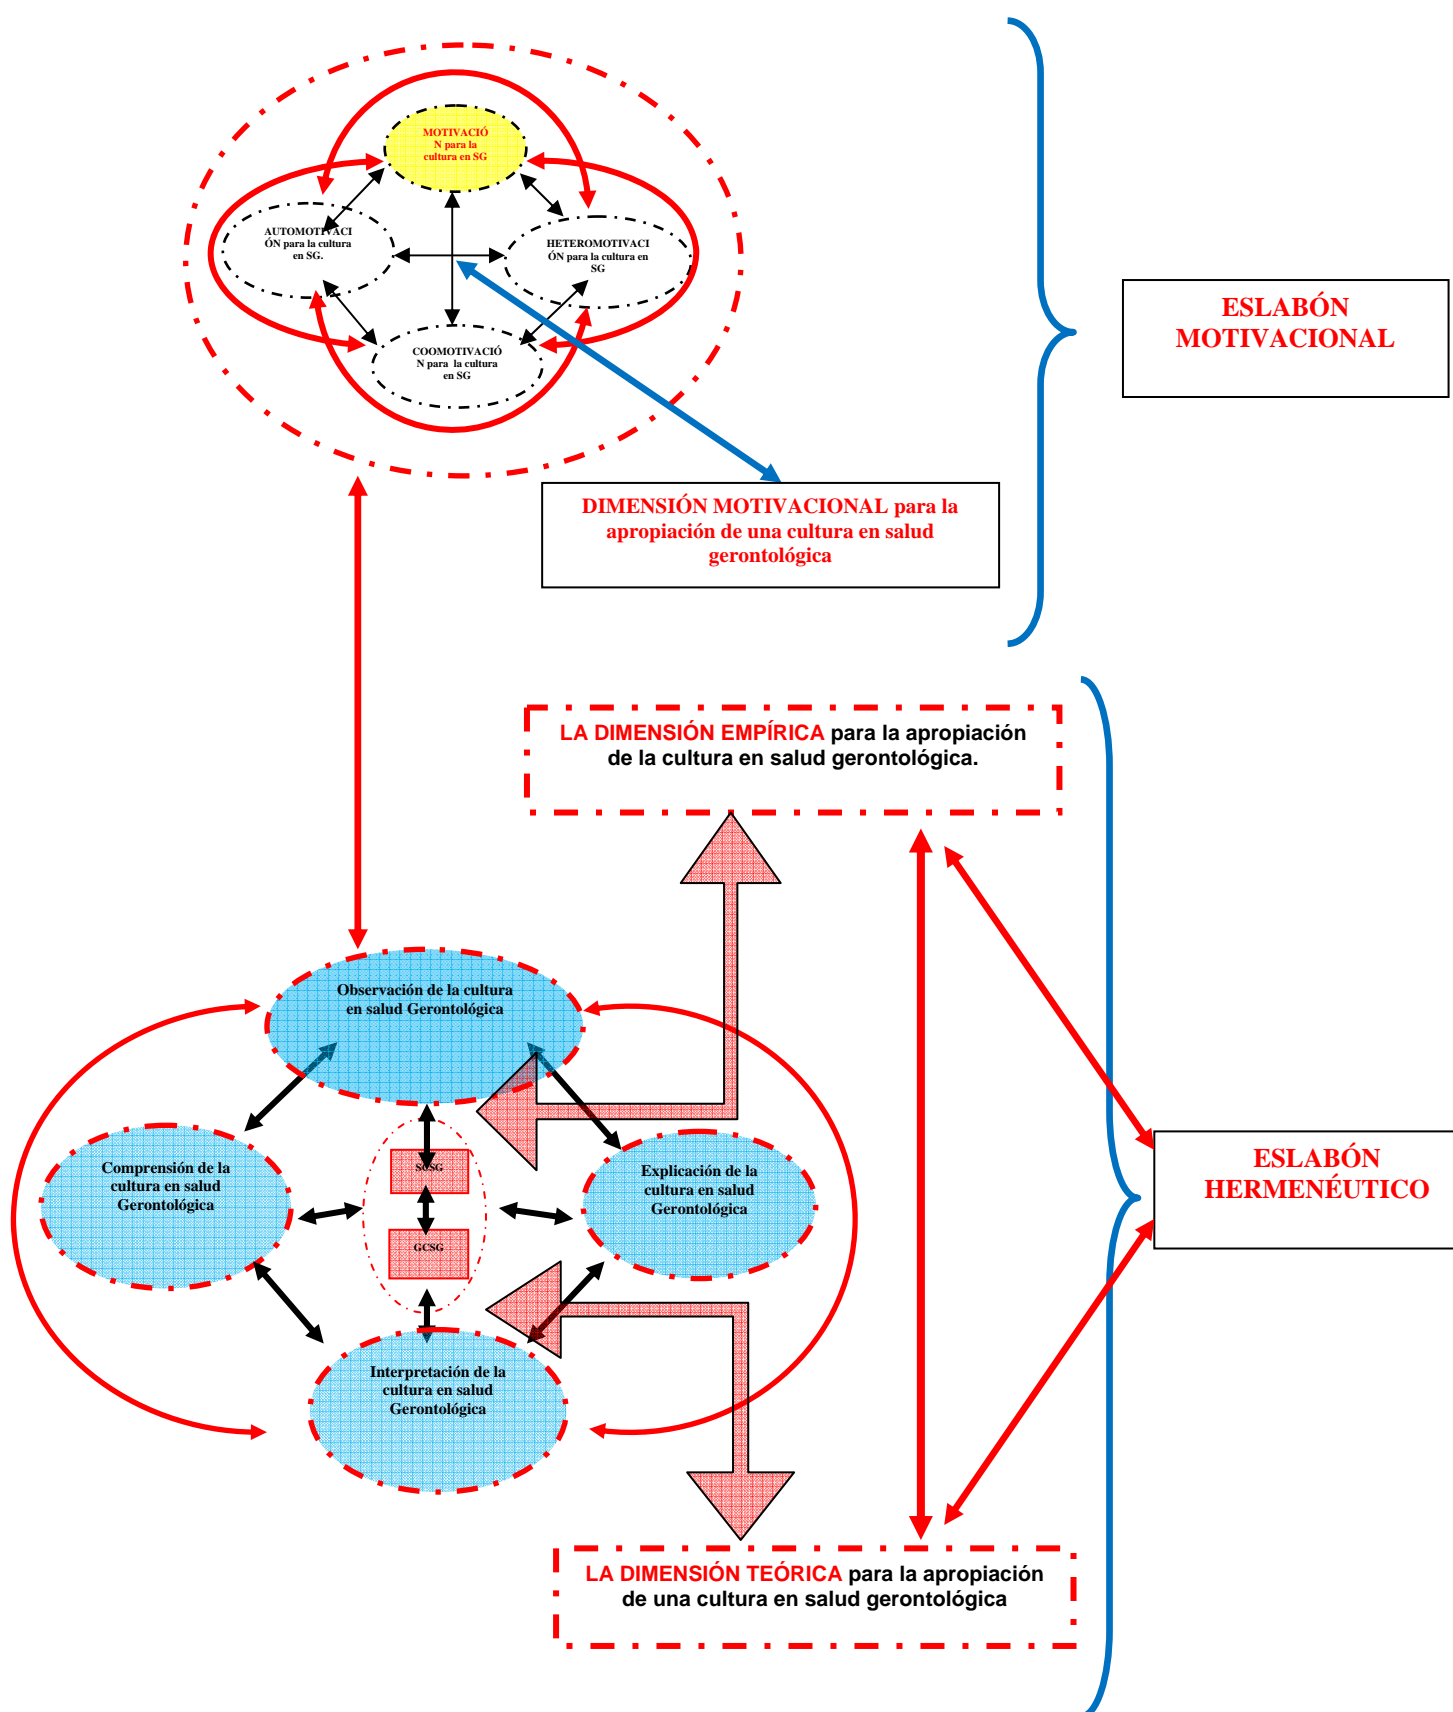 MOTIVACIÓ
N para la
cultura en SG
AUTOMOTIVACI
ÓN para la cultura
en SG.
HETEROMOTIVACI
ÓN para la cultura en
SG
COOMOTIVACIÓ
N para la cultura
en SG
ESLABÓN
MOTIVACIONAL
DIMENSIÓN MOTIVACIONAL para la
apropiación de una cultura en salud
gerontológica
LA DIMENSIÓN EMPÍRICA para la apropiación
de la cultura en salud gerontológica.
Observación de la cultura
en salud Gerontológica
Comprensión de la
cultura en salud
Gerontológica
SCSG
Explicación de la
cultura en salud
Gerontológica
ESLABÓN
HERMENÉUTICO
GCSG
Interpretación de la
cultura en salud
Gerontológica
LA DIMENSIÓN TEÓRICA para la apropiación
de una cultura en salud gerontológica